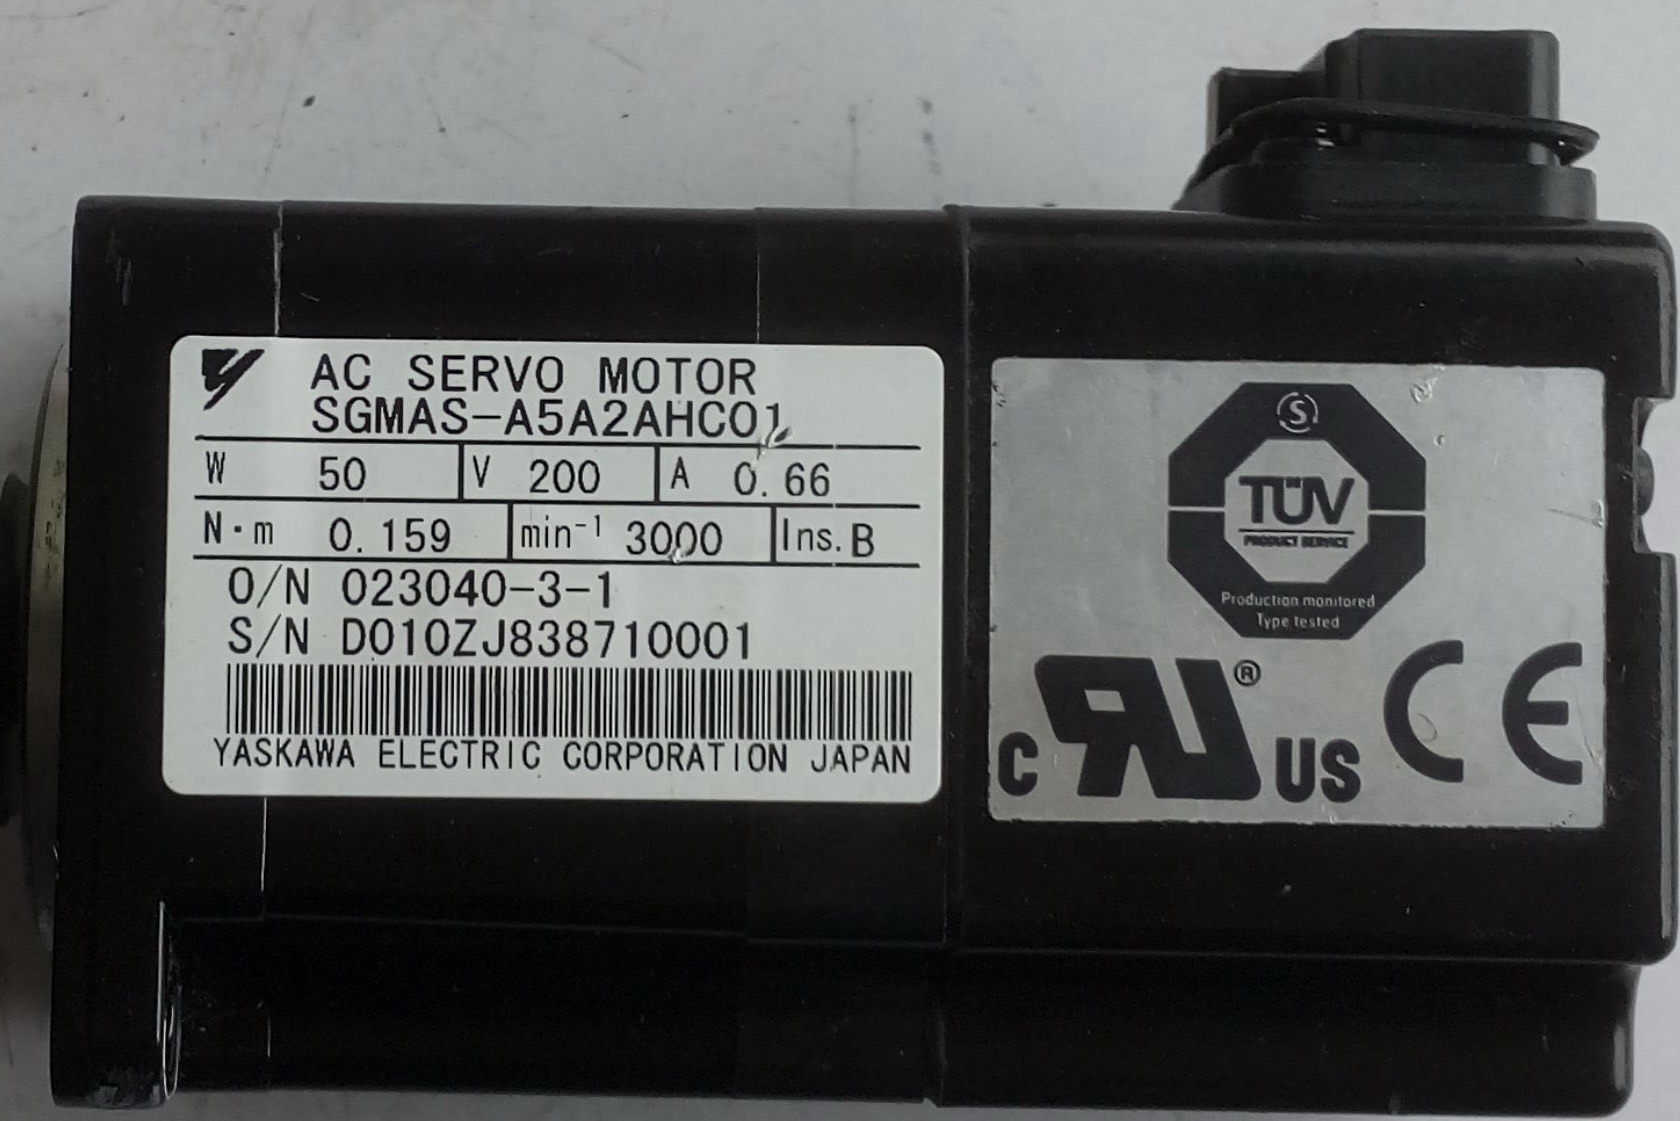 AC SERVO MOTOR
SGMAS-A5A2AHC01
W 50 V 200 A 0.66
N·m 0.159 min⁻¹ 3000 Ins. B
O/N 023040-3-1
S/N D010ZJ838710001
YASKAWA ELECTRIC CORPORATION JAPAN
S
TÜV
PRODUCT SERVICE
Production monitored
Type tested
c RU® US CE